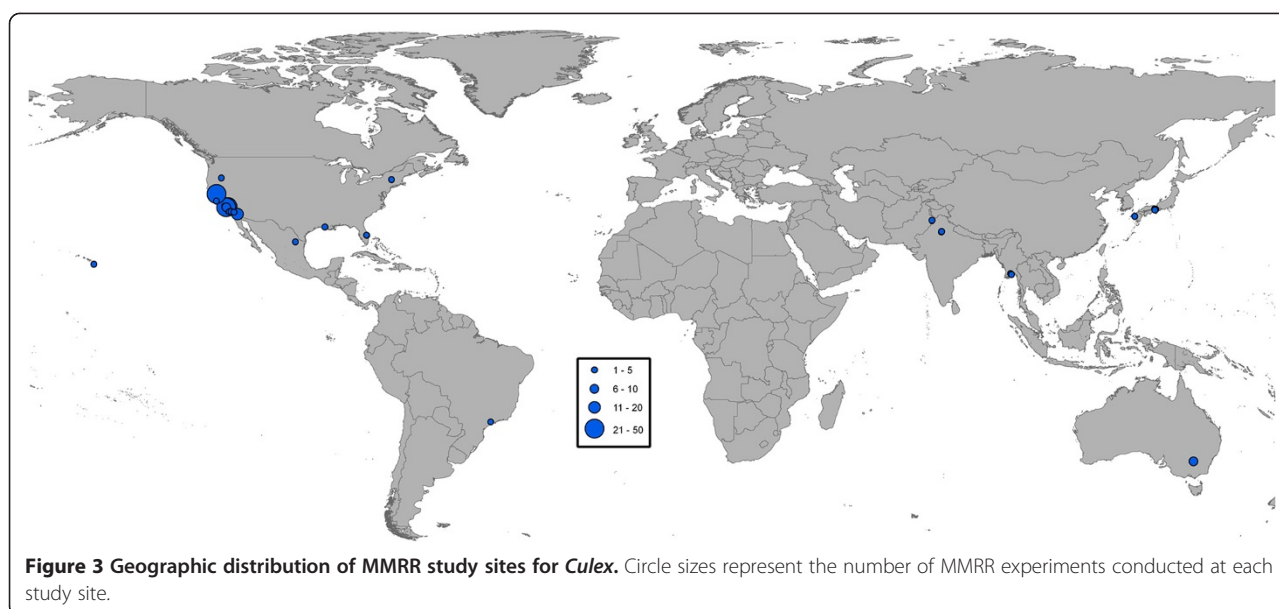 1 - 5
6 - 10
11 - 20
21 - 50
Figure 3 Geographic distribution of MMRR study sites for Culex. Circle sizes represent the number of MMRR experiments conducted at each
study site.